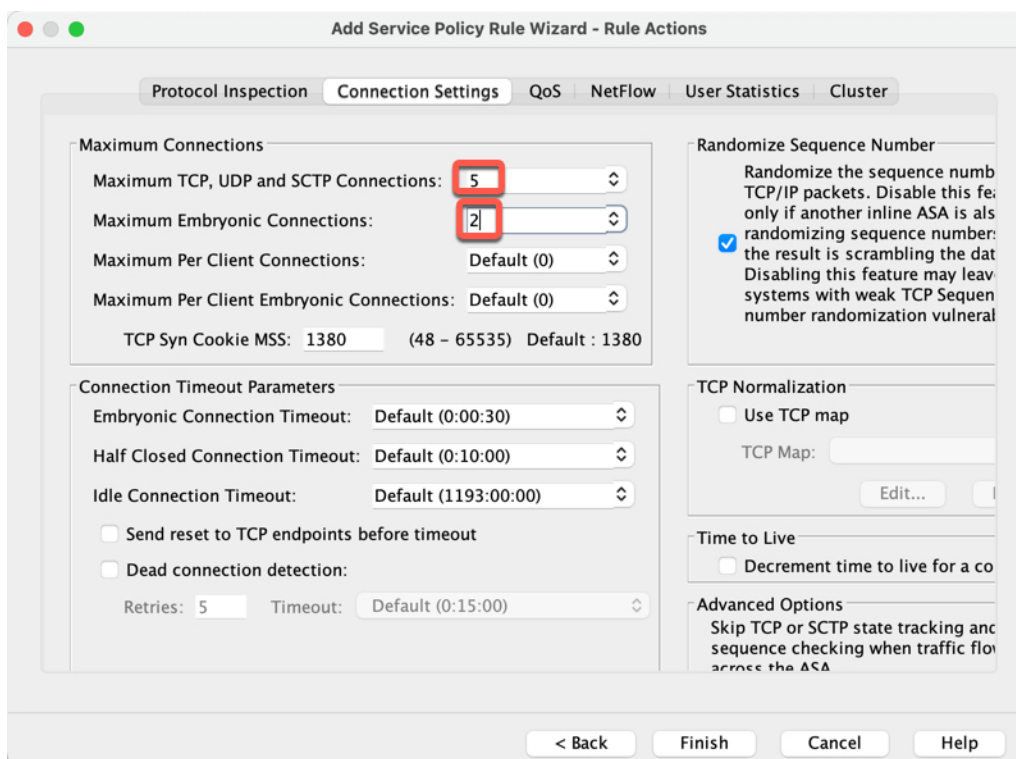 Add Service Policy Rule Wizard - Rule Actions
Protocol Inspection Connection Settings QoS NetFlow User Statistics Cluster
Maximum Connections
Maximum TCP, UDP and SCTP Connections: 5
Maximum Embryonic Connections: 2
Maximum Per Client Connections: Default (0)
Maximum Per Client Embryonic Connections: Default (0)
TCP Syn Cookie MSS: 1380 (48 – 65535) Default : 1380
Connection Timeout Parameters
Embryonic Connection Timeout: Default (0:00:30)
Half Closed Connection Timeout: Default (0:10:00)
Idle Connection Timeout: Default (1193:00:00)
Send reset to TCP endpoints before timeout
Dead connection detection:
Retries: 5 Timeout: Default (0:15:00)
Randomize Sequence Number
Randomize the sequence numb
TCP/IP packets. Disable this fea
only if another inline ASA is als
randomizing sequence number
the result is scrambling the dat
Disabling this feature may leav
systems with weak TCP Sequen
number randomization vulneral
TCP Normalization
Use TCP map
TCP Map:
Edit...
Time to Live
Decrement time to live for a co
Advanced Options
Skip TCP or SCTP state tracking and
sequence checking when traffic flo
across the ASA
< Back Finish Cancel Help